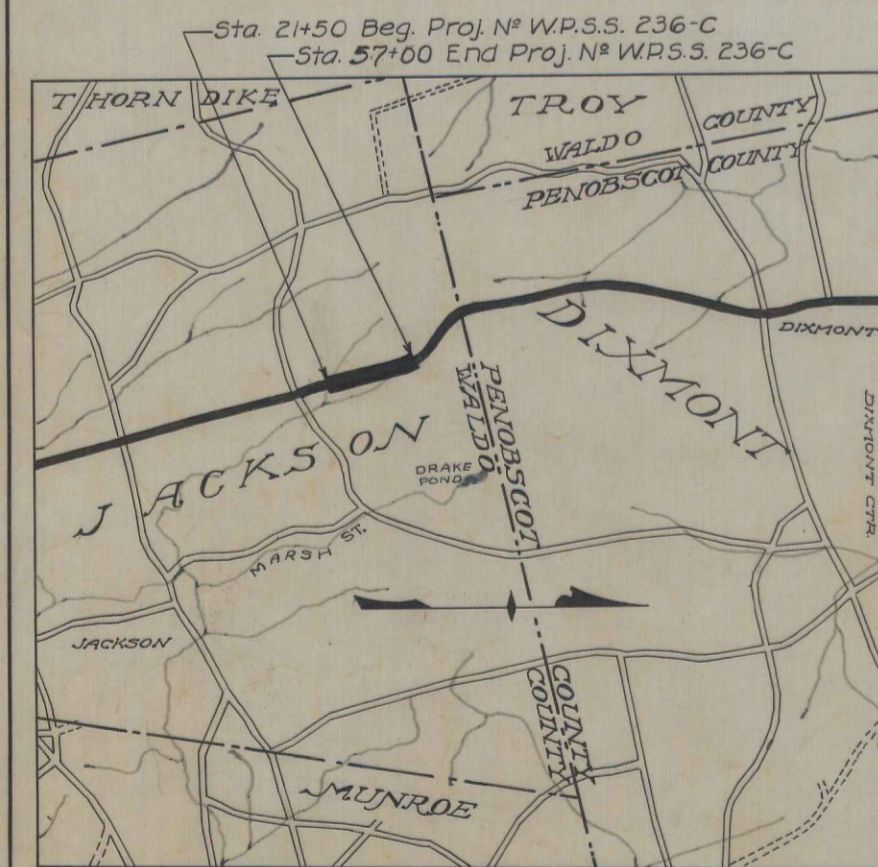 Sta. 21+50 Beg. Proj. Nº W.P.S.S. 236-C
Sta. 57+00 End Proj. Nº W.P.S.S. 236-C
THORNDIKE
TROY
WALDO COUNTY
PENOBSCOT COUNTY
DIXMONT
DIXMONT
DIXMONT CTR.
PENOBSCOT
WALDO
JACKSON
DRAKE
POND
MARSH ST.
JACKSON
COUNTY
COUNTY
MUNROE